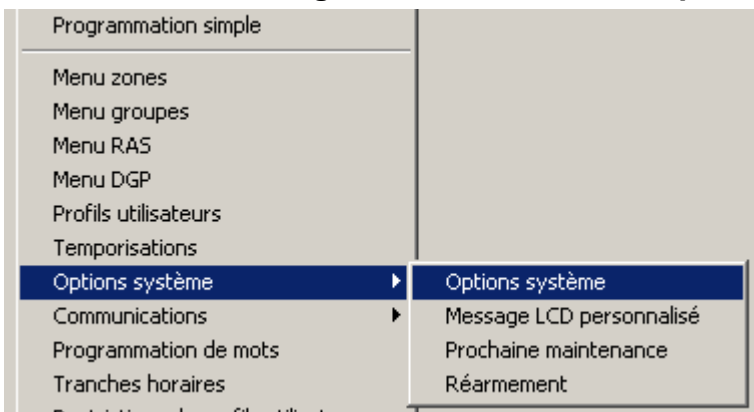 Programmation simple
Menu zones
Menu groupes
Menu RAS
Menu DGP
Profils utilisateurs
Temporisations
Options système
Options système
Communications
Message LCD personnalisé
Programmation de mots
Prochaine maintenance
Tranches horaires
Réarmement